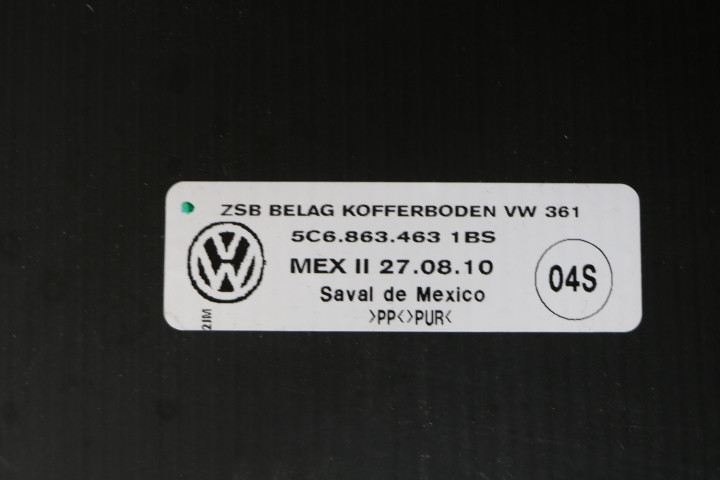 ZSB BELAG KOFFERBODEN VW 361
5C6.863.463 1BS
MEX II 27.08.10
Saval de Mexico
>PP<>PUR<
04S
21M